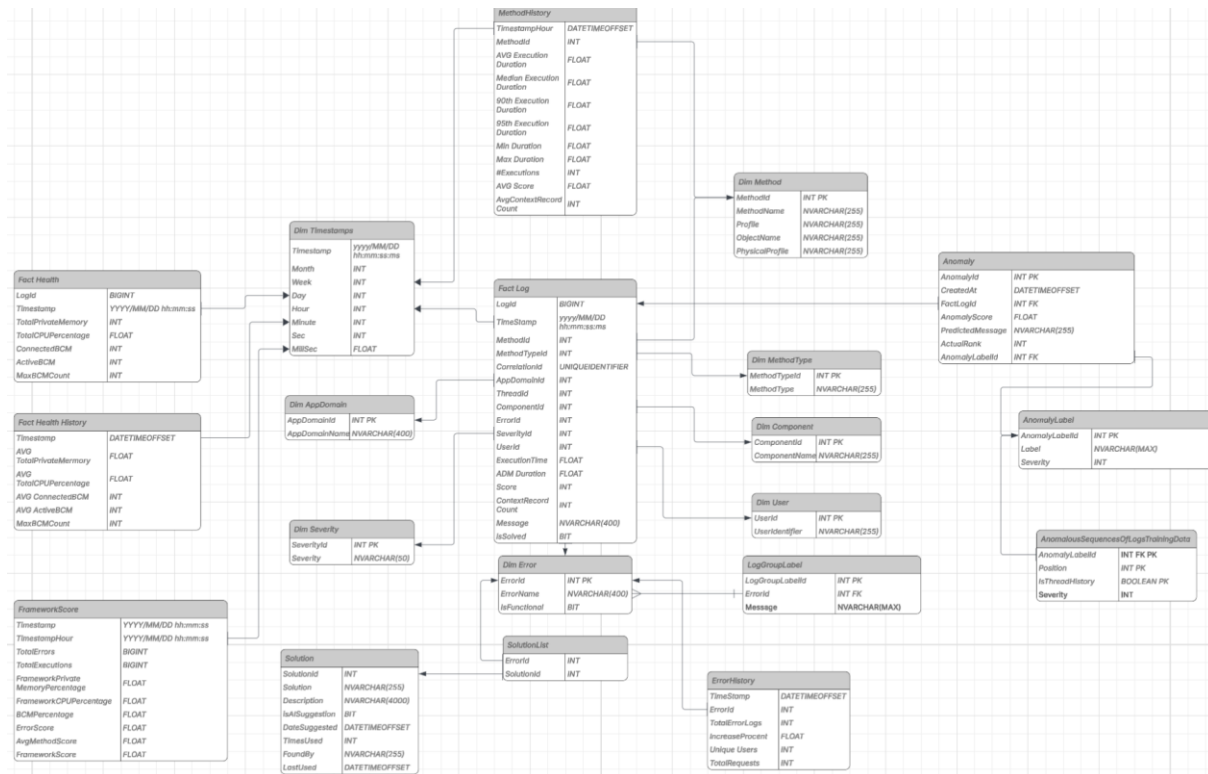 MethodHistory
TimestampHour DATETIMEOFFSET
MethodId INT
AVG Execution
Duration FLOAT
Median Execution
Duration FLOAT
90th Execution
Duration FLOAT
95th Execution
Duration FLOAT
Min Duration FLOAT
Max Duration FLOAT
#Executions INT
AVG Score FLOAT
AvgContextRecord
Count INT
Dim Method
MethodId INT PK
MethodName NVARCHAR(255)
Profile NVARCHAR(255)
ObjectName NVARCHAR(255)
PhysicalProfile NVARCHAR(255)
Dim Timestamps
Timestamp yyyy/MM/DD
hh:mm:ss:ms
Month INT
Week INT
Day INT
Hour INT
Minute INT
Sec INT
MillSec FLOAT
Fact Health
LogId BIGINT
Timestamp YYYY/MM/DD hh:mm:ss
TotalPrivateMemory INT
TotalCPUPercentage FLOAT
ConnectedBCM INT
ActiveBCM INT
MaxBCMCount INT
Fact Log
LogId BIGINT
TimeStamp yyyy/MM/DD
hh:mm:ss:ms
MethodId INT
MethodTypeId INT
CorrelationId UNIQUEIDENTIFIER
AppDomainId INT
ThreadId INT
ComponentId INT
ErrorId INT
SeverityId INT
UserId INT
ExecutionTime FLOAT
ADM Duration FLOAT
Score INT
ContextRecord
Count INT
Message NVARCHAR(400)
IsSolved BIT
Anomaly
AnomalyId INT PK
CreatedAt DATETIMEOFFSET
FactLogId INT FK
AnomalyScore FLOAT
PredictedMessage NVARCHAR(255)
ActualRank INT
AnomalyLabelId INT FK
Dim MethodType
MethodTypeId INT PK
MethodType NVARCHAR(255)
Dim AppDomain
AppDomainId INT PK
AppDomainName NVARCHAR(400)
Fact Health History
Timestamp DATETIMEOFFSET
AVG
TotalPrivateMermory FLOAT
AVG
TotalCPUPercentage FLOAT
AVG ConnectedBCM INT
AVG ActiveBCM INT
MaxBCMCount INT
Dim Component
ComponentId INT PK
ComponentName NVARCHAR(255)
AnomalyLabel
AnomalyLabelId INT PK
Label NVARCHAR(MAX)
Severity INT
Dim User
UserId INT PK
UserIdentifier NVARCHAR(255)
Dim Severity
SeverityId INT PK
Severity NVARCHAR(50)
AnomalousSequencesOfLogsTrainingData
AnomalyLabelId INT FK PK
Position INT PK
IsThreadHistory BOOLEAN PK
Severity INT
Dim Error
ErrorId INT PK
ErrorName NVARCHAR(400)
IsFunctional BIT
LogGroupLabel
LogGroupLabelId INT PK
ErrorId INT FK
Message NVARCHAR(MAX)
FrameworkScore
Timestamp YYYY/MM/DD hh:mm:ss
TimestampHour YYYY/MM/DD hh:mm:ss
TotalErrors BIGINT
TotalExecutions BIGINT
FrameworkPrivate
MemoryPercentage FLOAT
FrameworkCPUPercentage FLOAT
BCMPercentage FLOAT
ErrorScore FLOAT
AvgMethodScore FLOAT
FrameworkScore FLOAT
SolutionList
ErrorId INT
SolutionId INT
Solution
SolutionId INT
Solution NVARCHAR(255)
Description NVARCHAR(4000)
IsAISuggestion BIT
DateSuggested DATETIMEOFFSET
TimesUsed INT
FoundBy NVARCHAR(255)
LastUsed DATETIMEOFFSET
ErrorHistory
TimeStamp DATETIMEOFFSET
ErrorId INT
TotalErrorLogs INT
IncreaseProcent FLOAT
Unique Users INT
TotalRequests INT